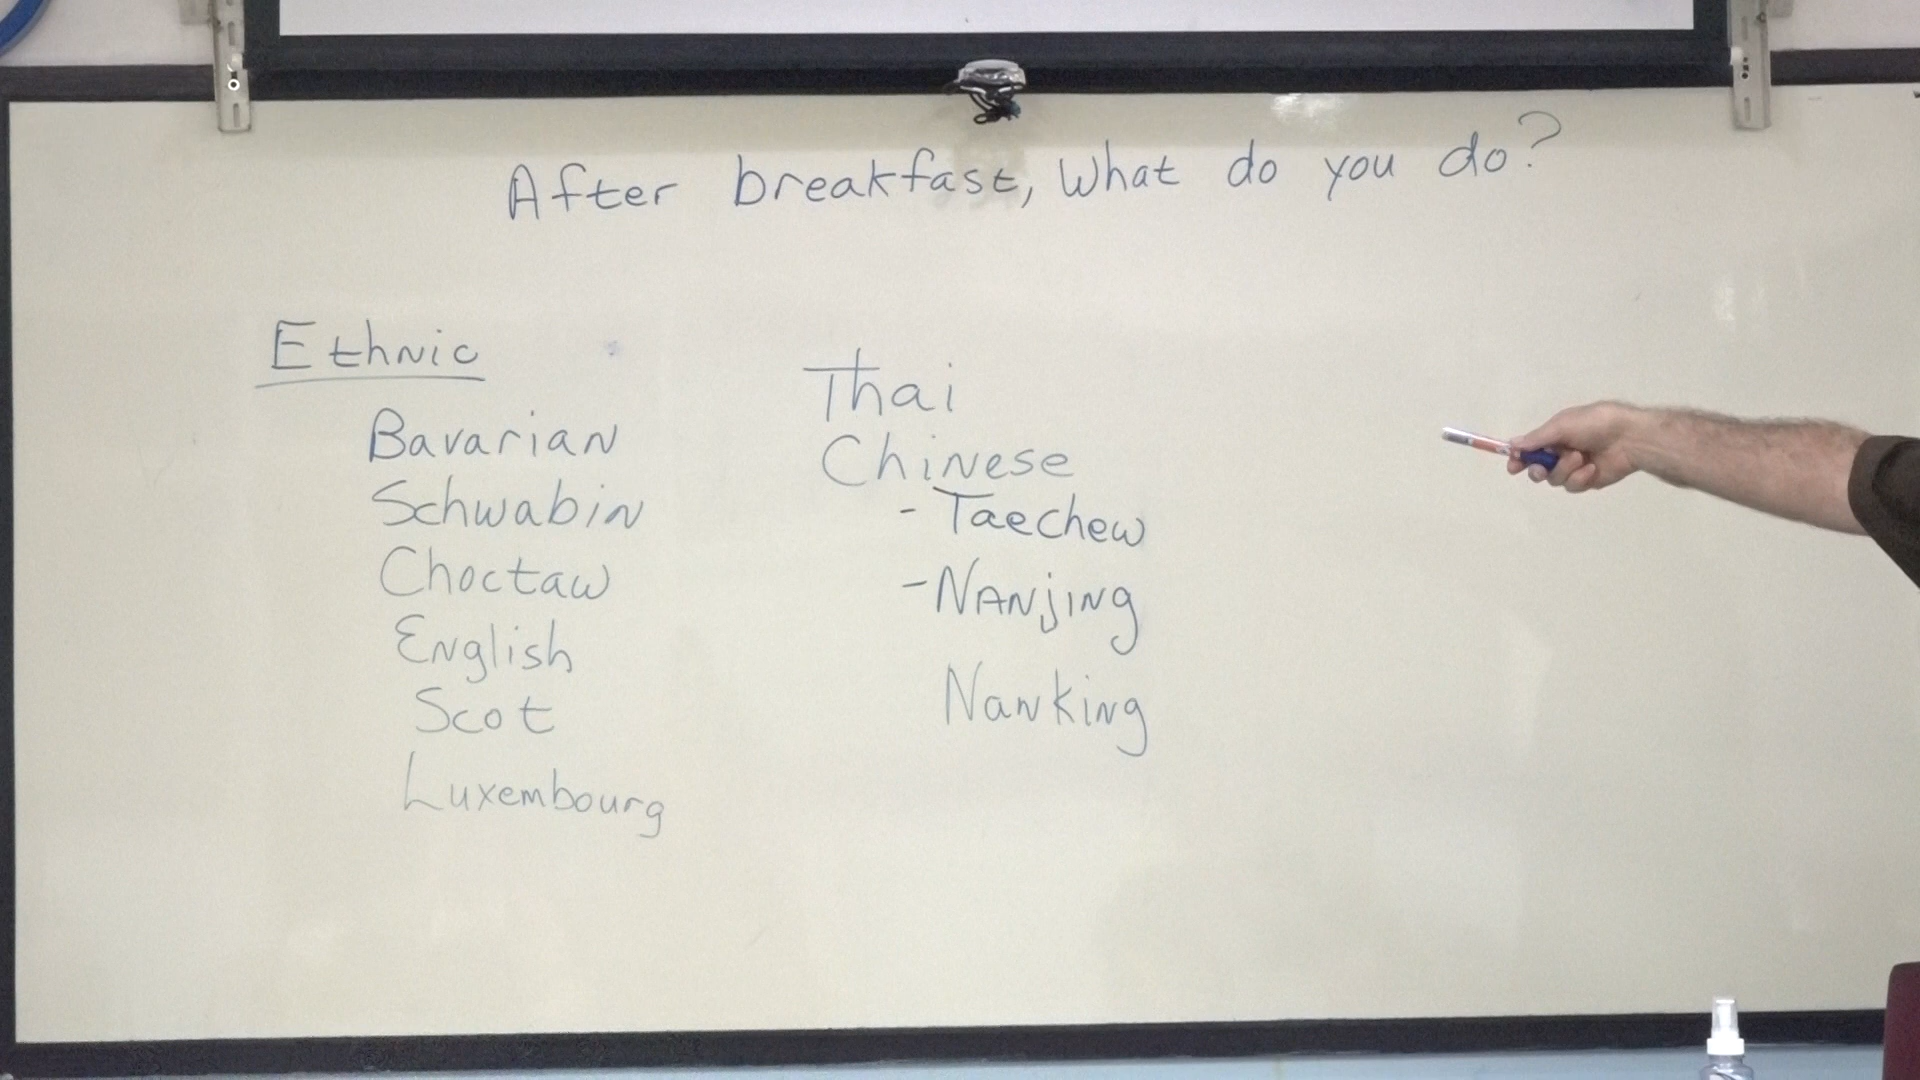 After breakfast, What do you do?
Ethnic
Bavarian
Schwabin
Choctaw
English
Scot
Luxembourg
Thai
Chinese
- Taechew
- Nanjing
Nanking